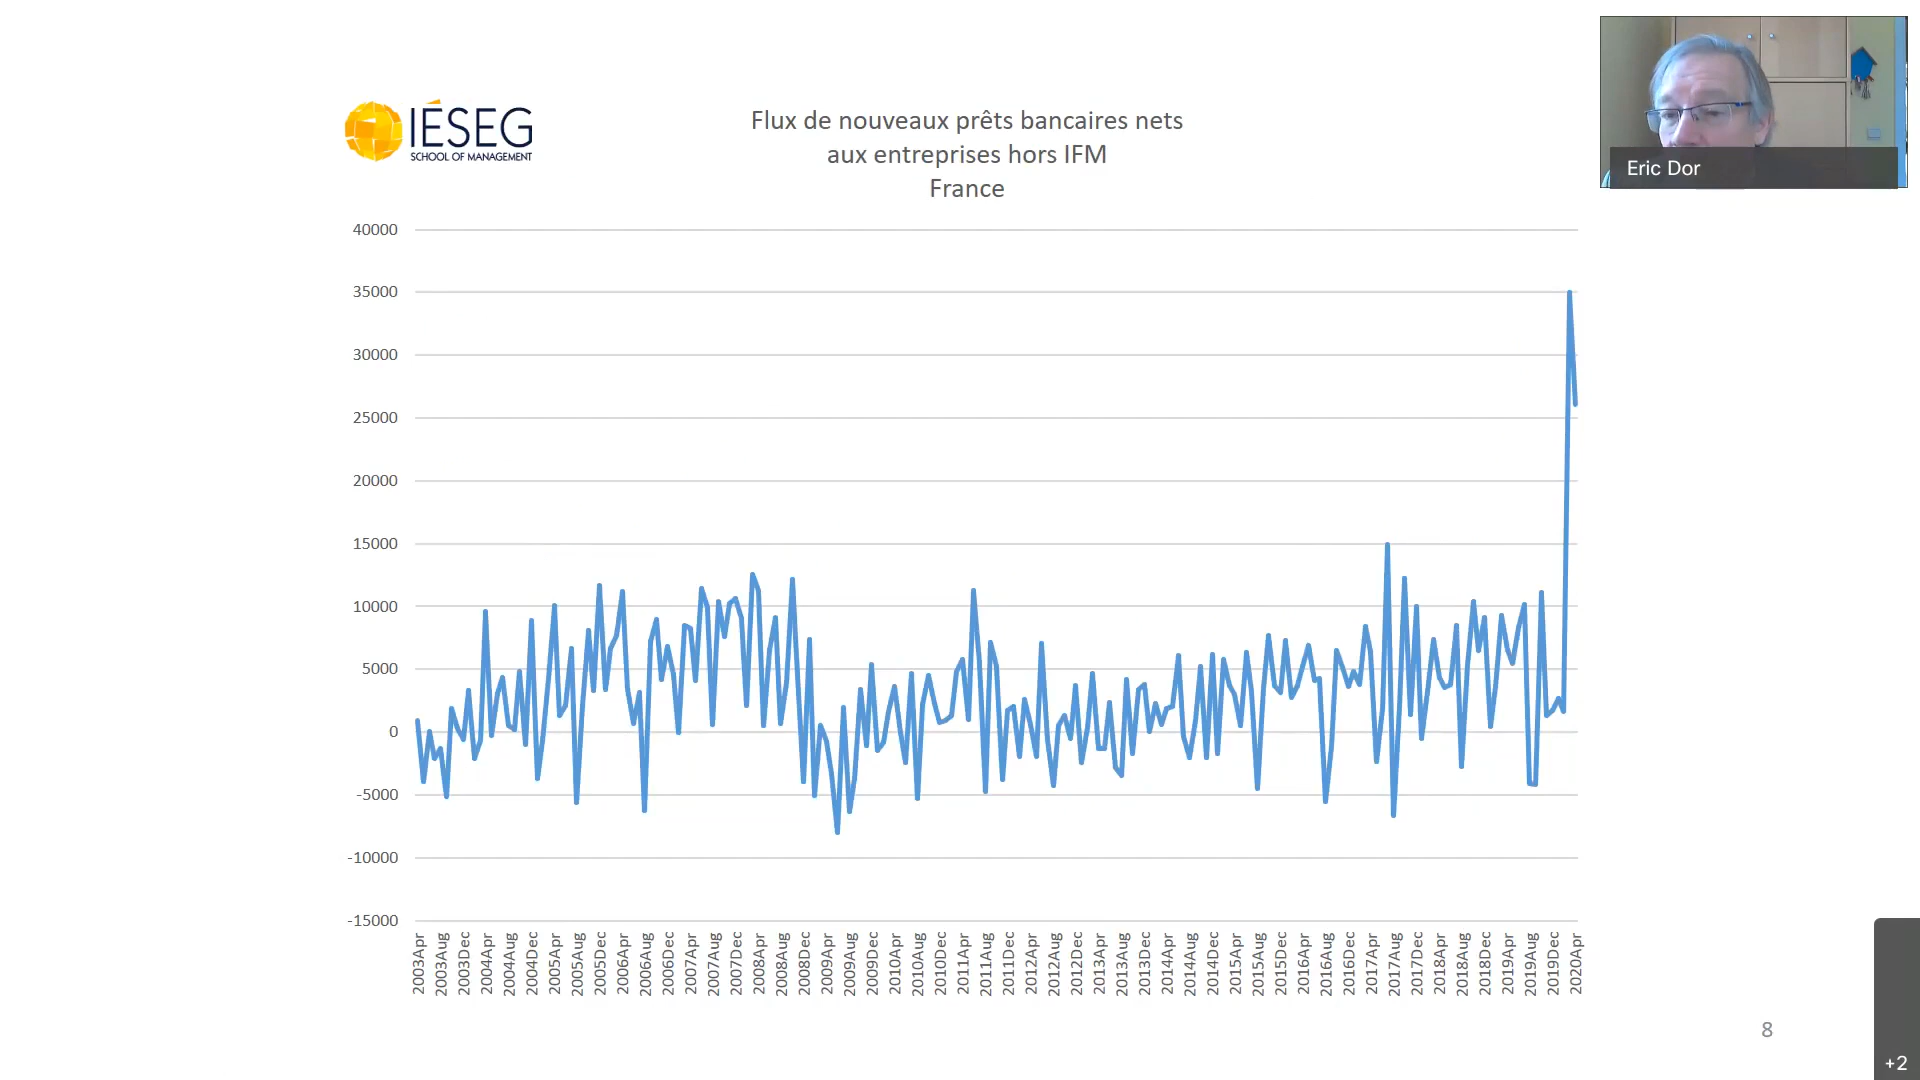 IÉSEG
SCHOOL OF MANAGEMENT
Flux de nouveaux prêts bancaires nets
aux entreprises hors IFM
France
Eric Dor
40000
35000
30000
25000
20000
15000
10000
5000
0
-5000
-10000
-15000
2003Apr
2003Aug
2003Dec
2004Apr
2004Aug
2004Dec
2005Apr
2005Aug
2005Dec
2006Apr
2006Aug
2006Dec
2007Apr
2007Aug
2007Dec
2008Apr
2008Aug
2008Dec
2009Apr
2009Aug
2009Dec
2010Apr
2010Aug
2010Dec
2011Apr
2011Aug
2011Dec
2012Apr
2012Aug
2012Dec
2013Apr
2013Aug
2013Dec
2014Apr
2014Aug
2014Dec
2015Apr
2015Aug
2015Dec
2016Apr
2016Aug
2016Dec
2017Apr
2017Aug
2017Dec
2018Apr
2018Aug
2018Dec
2019Apr
2019Aug
2019Dec
2020Apr
8
+2